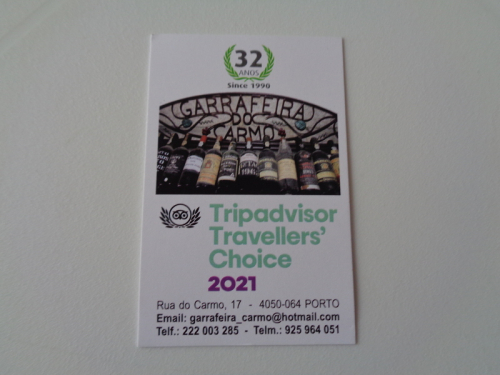 32
ANOS
Since 1990
GARRAFEIRA
DO
CARMO
Tripadvisor
Travellers'
Choice
2021
Rua do Carmo, 17 - 4050-064 PORTO
Email: garrafeira_carmo@hotmail.com
Telf.: 222 003 285 - Telm.: 925 964 051